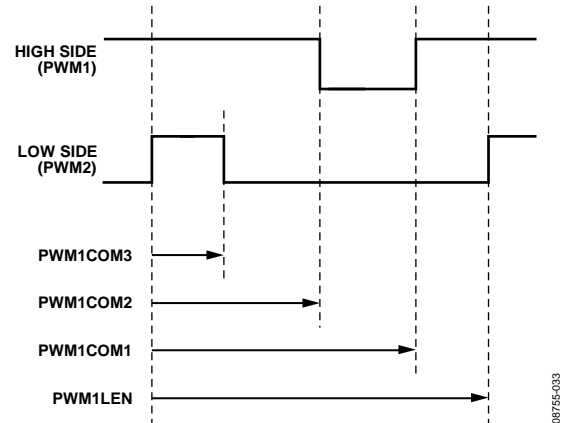 HIGH SIDE
(PWM1)
LOW SIDE
(PWM2)
PWM1COM3
PWM1COM2
PWM1COM1
PWM1LEN
08755-033